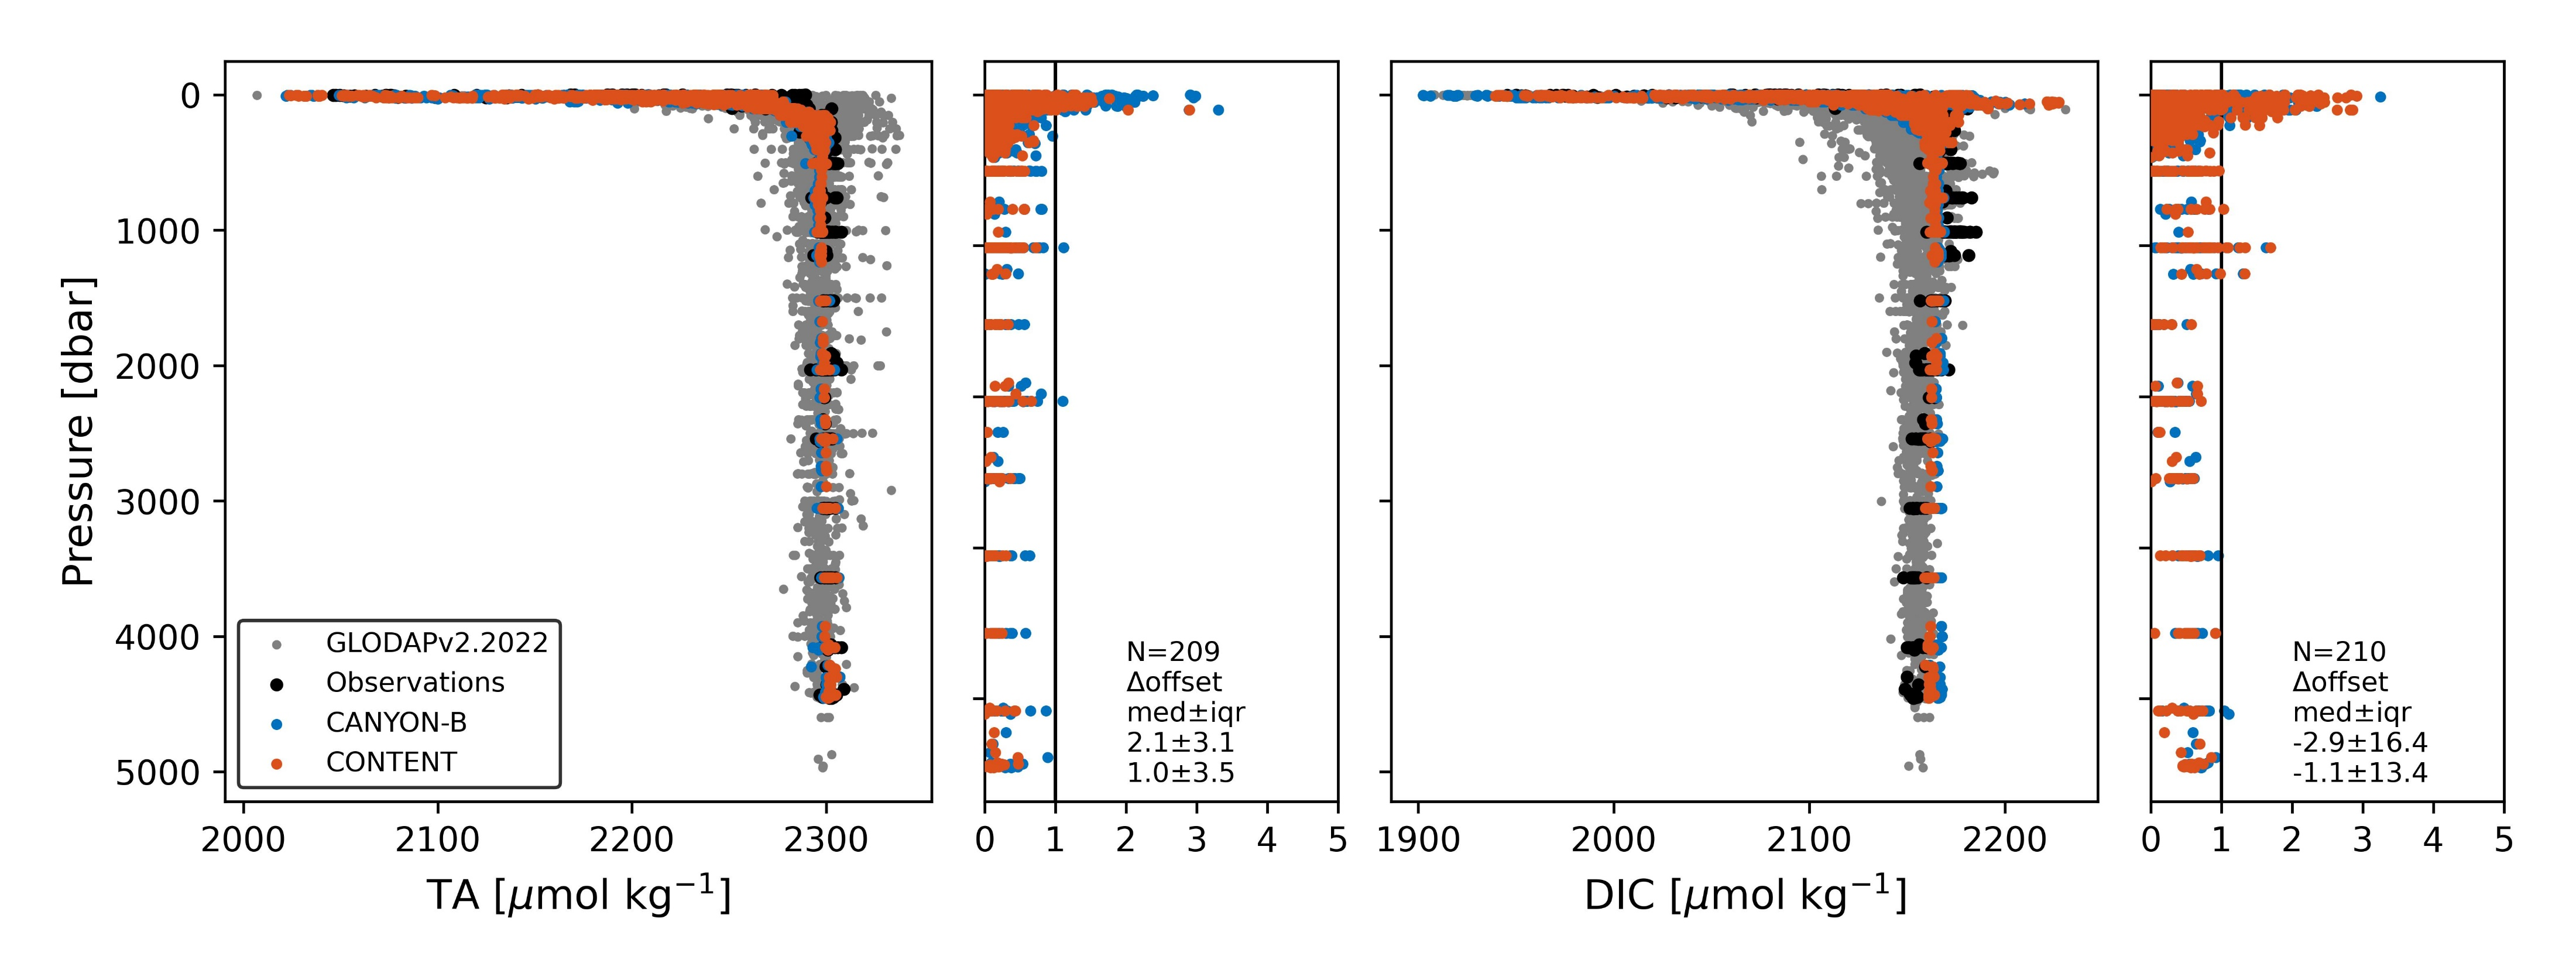 0
1000
2000
3000
4000
5000
Pressure [dbar]
GLODAPv2.2022
Observations
CANYON-B
CONTENT
2000 2100 2200 2300
TA [μmol kg⁻¹]
N=209
Δoffset
med±iqr
2.1±3.1
1.0±3.5
0 1 2 3 4 5
1900 2000 2100 2200
DIC [μmol kg⁻¹]
N=210
Δoffset
med±iqr
-2.9±16.4
-1.1±13.4
0 1 2 3 4 5